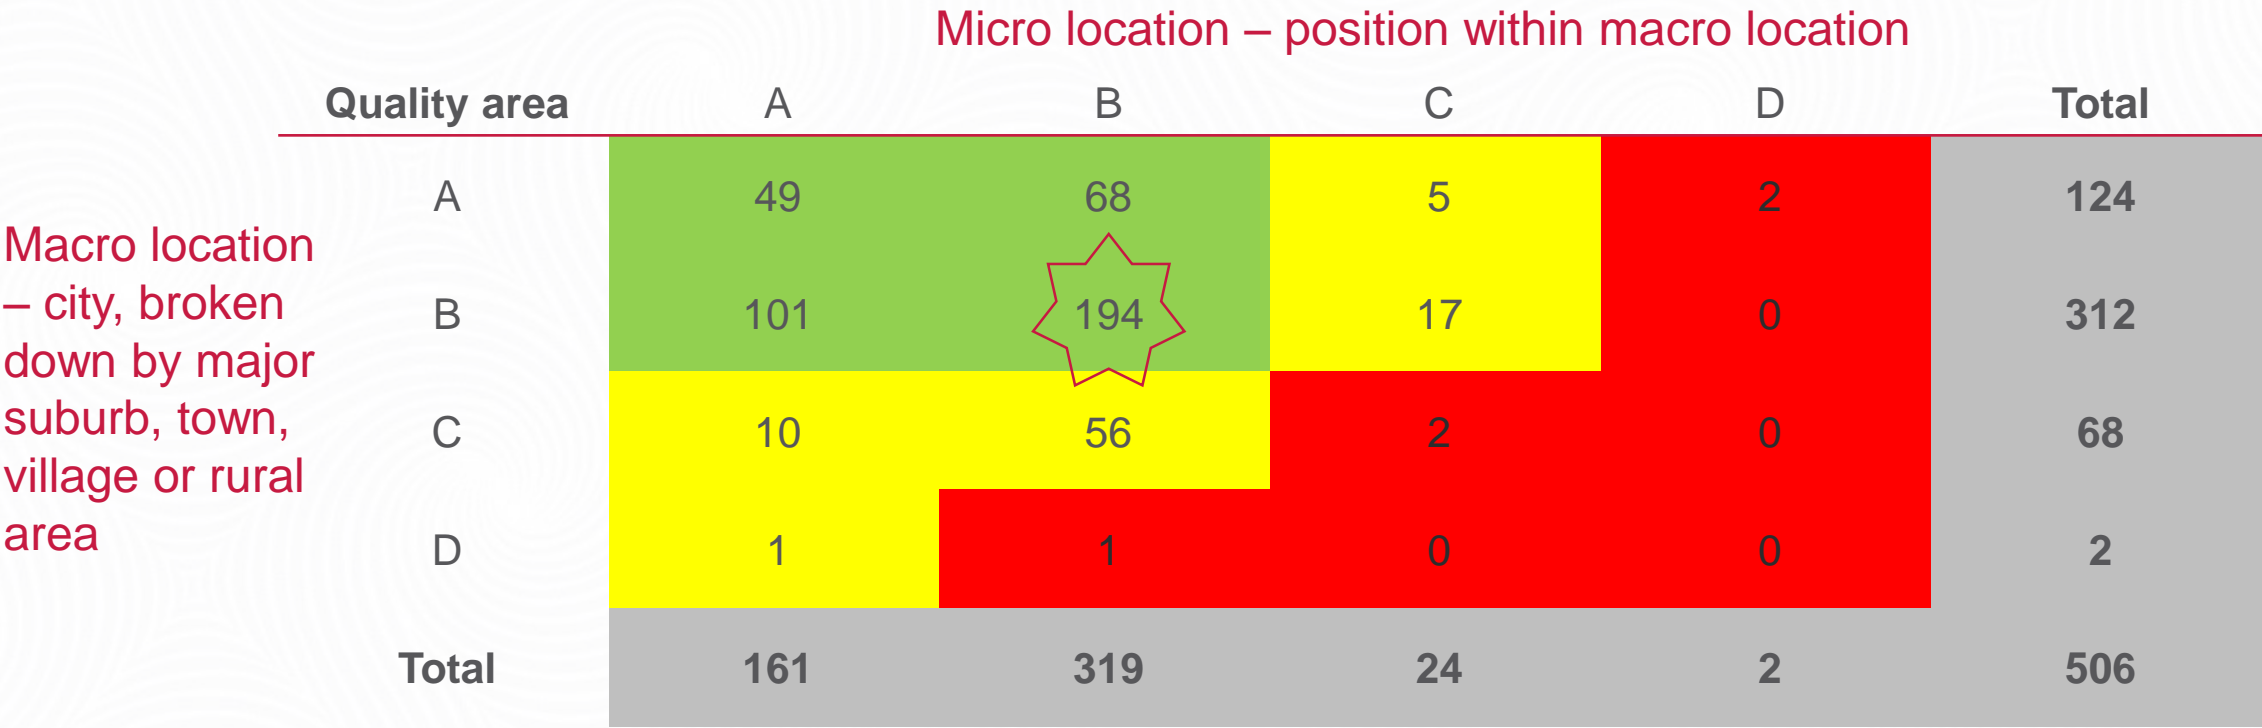 Micro location – position within macro location
Quality area A B C D Total
Macro location
– city, broken
down by major
suburb, town,
village or rural
area
A 49 68 5 2 124
B 101 194 17 0 312
C 10 56 2 0 68
D 1 1 0 0 2
Total 161 319 24 2 506